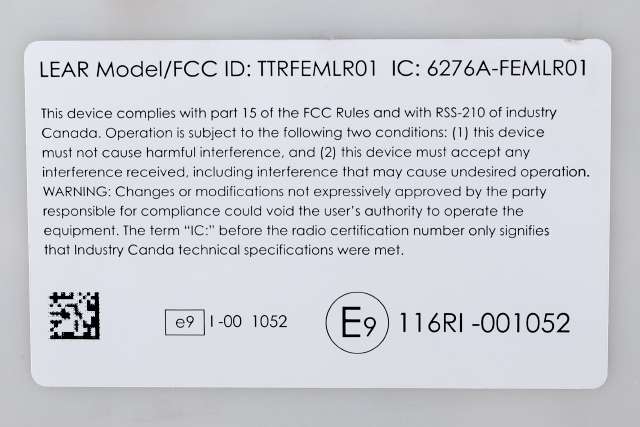 LEAR Model/FCC ID: TTRFEMLR01 IC: 6276A-FEMLR01
This device complies with part 15 of the FCC Rules and with RSS-210 of industry
Canada. Operation is subject to the following two conditions: (1) this device
must not cause harmful interference, and (2) this device must accept any
interference received, including interference that may cause undesired operation.
WARNING: Changes or modifications not expressively approved by the party
responsible for compliance could void the user's authority to operate the
equipment. The term “IC:” before the radio certification number only signifies
that Industry Canda technical specifications were met.
e9 I -00 1052
E9 116RI -001052